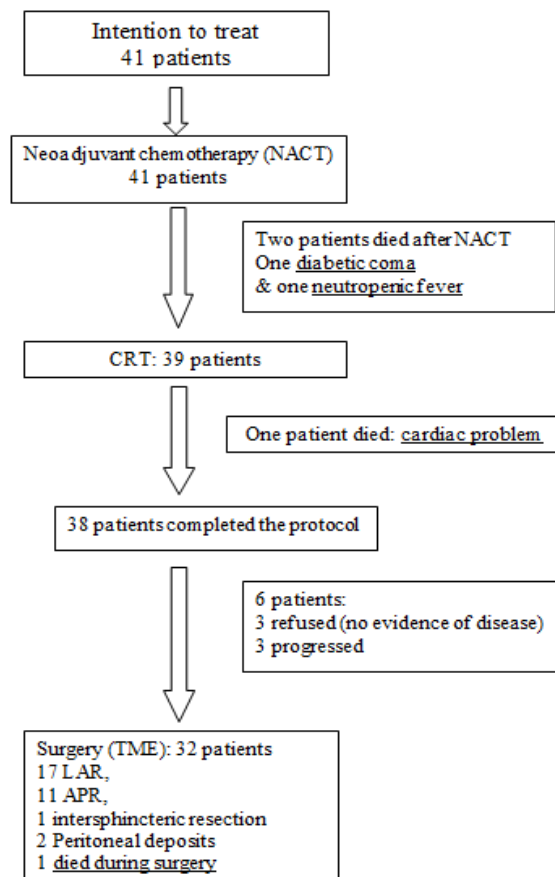 Intention to treat
41 patients
Neoadjuvant chemotherapy (NACT)
41 patients
Two patients died after NACT
One diabetic coma
& one neutropenic fever
CRT: 39 patients
One patient died: cardiac problem
38 patients completed the protocol
6 patients:
3 refused (no evidence of disease)
3 progressed
Surgery (TME): 32 patients
17 LAR,
11 APR,
1 intersphincteric resection
2 Peritoneal deposits
1 died during surgery